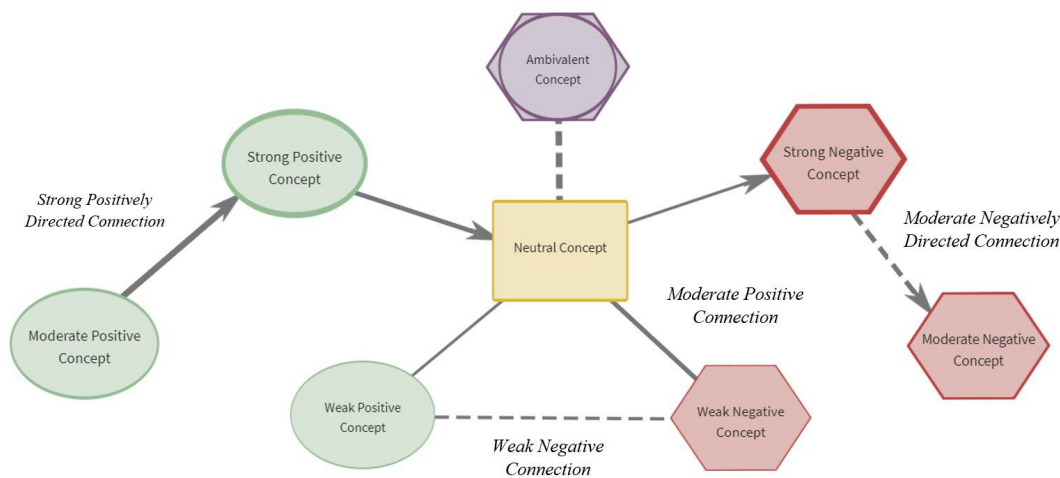 Ambivalent
Concept
Strong Positive
Concept
Strong Negative
Concept
Strong Positively
Directed Connection
Moderate Negatively
Directed Connection
Neutral Concept
Moderate Positive
Connection
Moderate Positive
Concept
Moderate Negative
Concept
Weak Positive
Concept
Weak Negative
Concept
Weak Negative
Connection